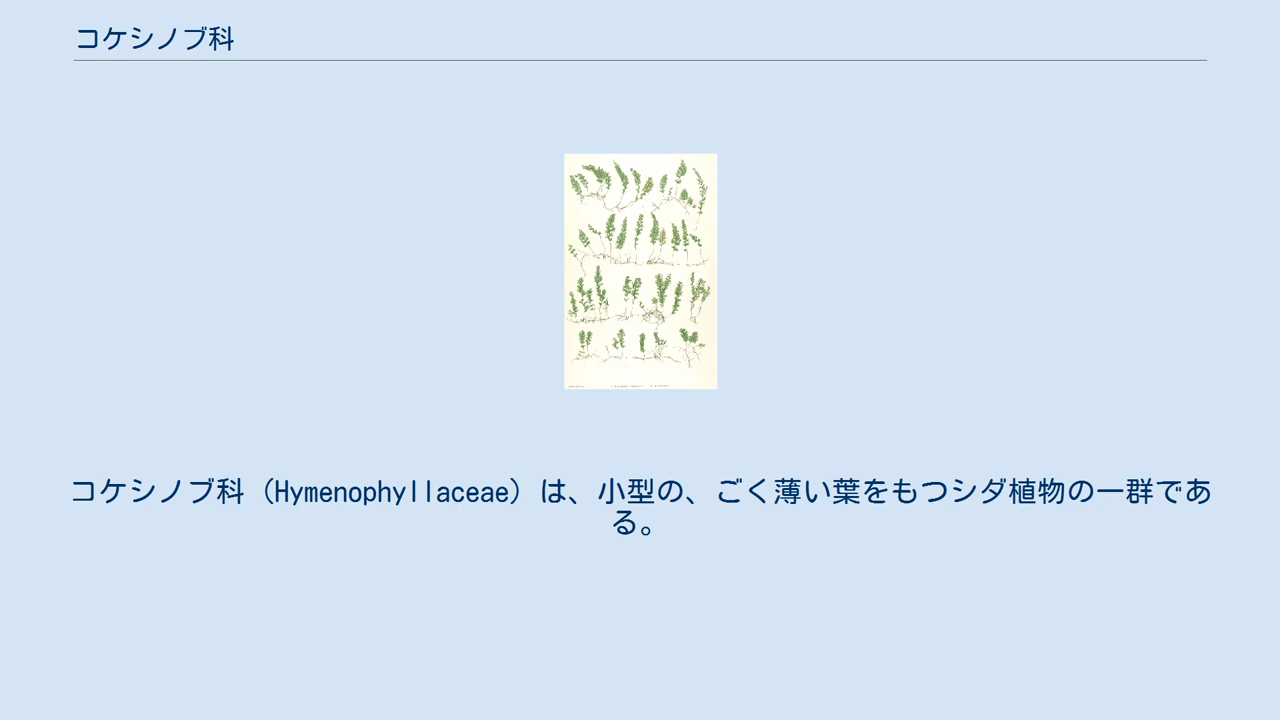 コケシノブ科
コケシノブ科（Hymenophyllaceae）は、小型の、ごく薄い葉をもつシダ植物の一群であ
る。